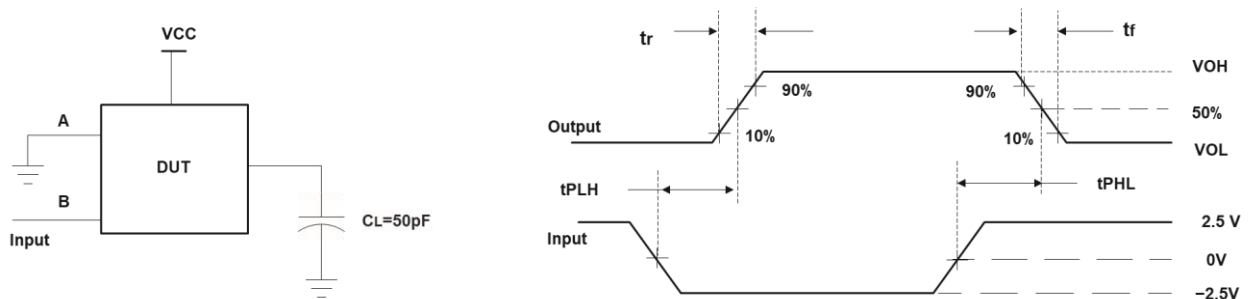 VCC
A
DUT
B
Input
CL=50pF
tr
tf
VOH
90%
90%
50%
Output
10%
10%
VOL
tPLH
tPHL
Input
2.5 V
0V
−2.5V